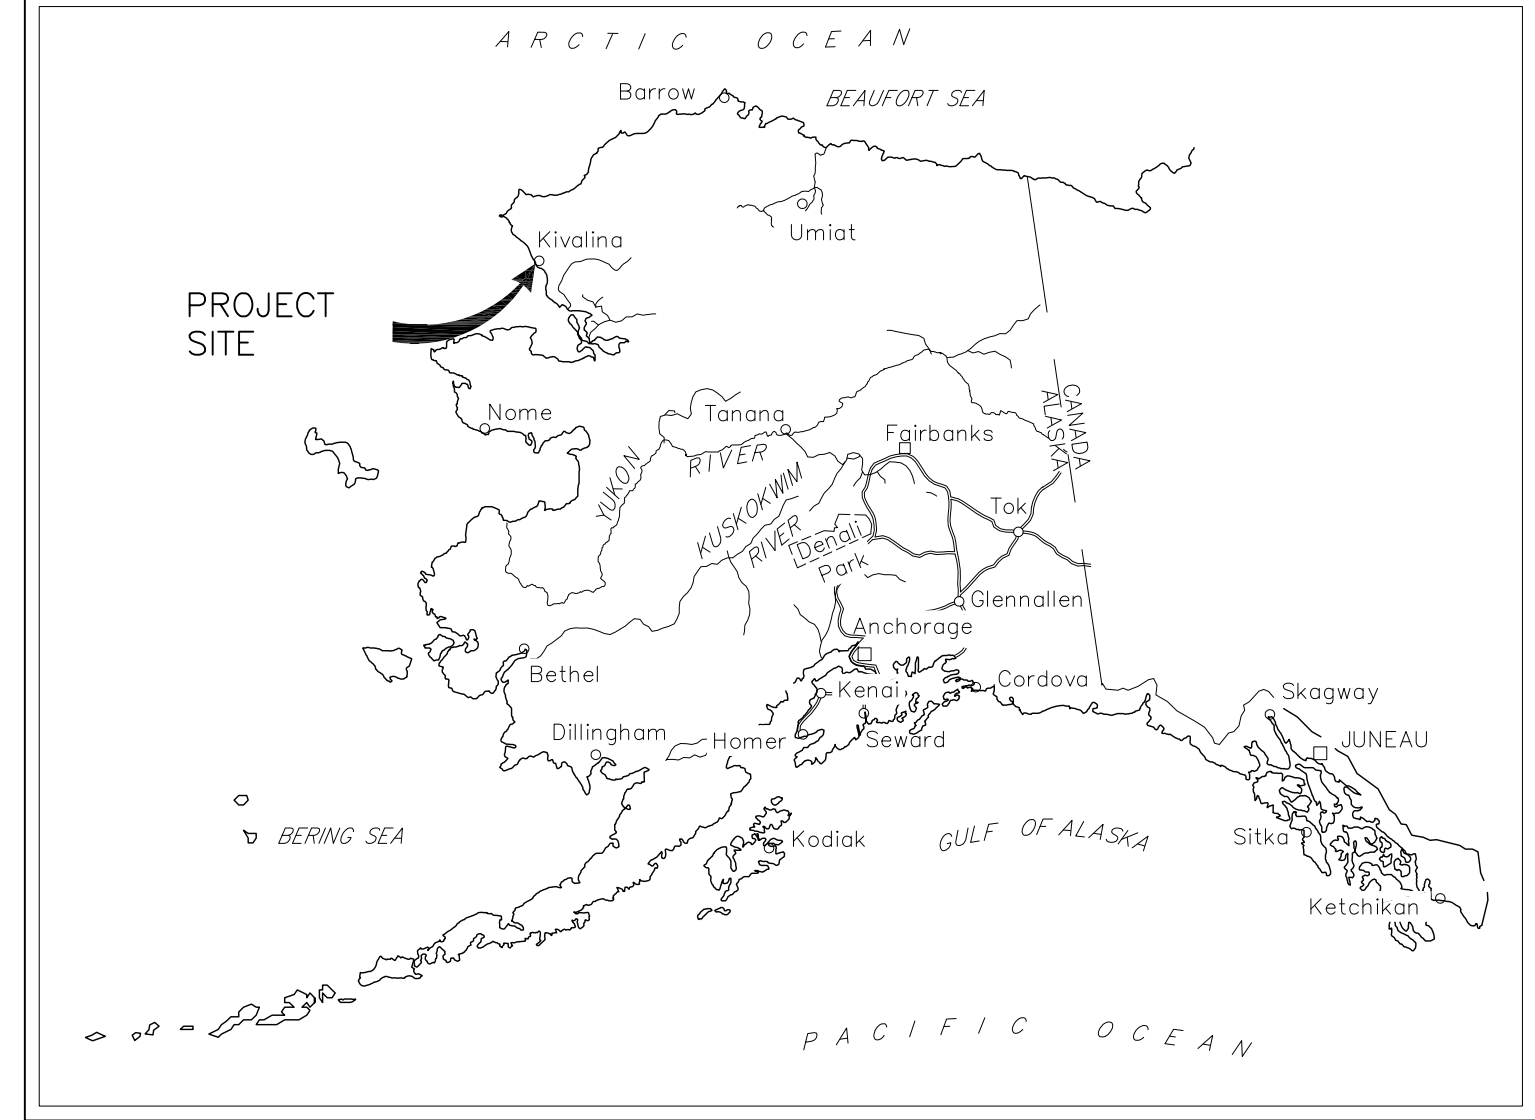 ARCTIC OCEAN
Barrow
BEAUFORT SEA
Umiat
Kivalina
PROJECT
SITE
Nome
Tanana
CANADA
ALASKA
Fairbanks
YUKON
RIVER
KUSKOKWIM
RIVER
Tok
Denali
Park
Glennallen
Anchorage
Bethel
Kenai
Cordova
Skagway
Dillingham
Homer
Seward
JUNEAU
BERING SEA
Kodiak
GULF OF ALASKA
Sitka
Ketchikan
PACIFIC OCEAN